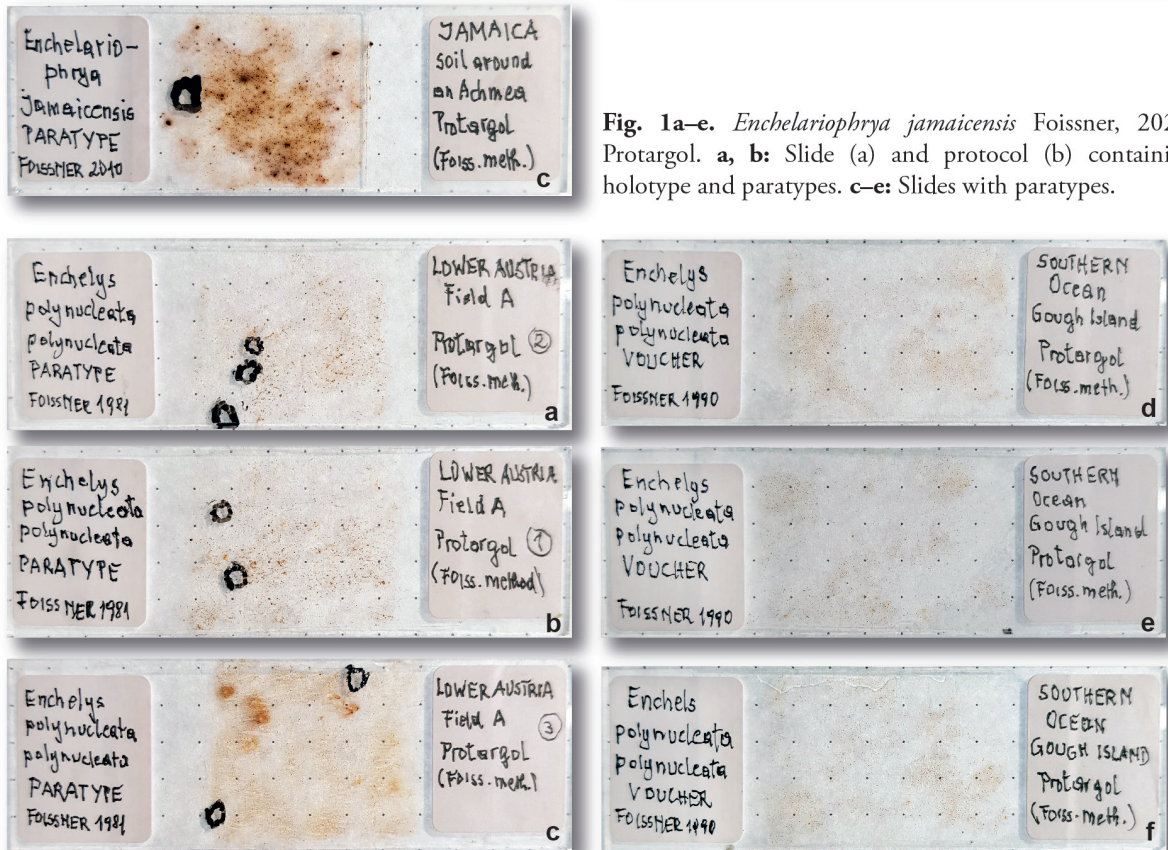 Enchelario-
phrya
jamaicensis
PARATYPE
FOISSNER 2010
JAMAICA
soil around
an Achmea
Protargol
(Foiss. meth.)
c
Fig. 1a–e. Enchelariophrya jamaicensis Foissner, 202
Protargol. a, b: Slide (a) and protocol (b) containi
holotype and paratypes. c–e: Slides with paratypes.
Enchelys
polynucleata
polynucleata
PARATYPE
FOISSNER 1981
LOWER AUSTRIA
Field A
Protargol 2
(Foiss. meth.)
a
Enchelys
polynucleata
polynucleata
VOUCHER
FOISSNER 1990
SOUTHERN
Ocean
Gough Island
Protargol
(Foiss. meth.)
d
Enchelys
polynucleata
polynucleata
PARATYPE
FOISSNER 1981
LOWER AUSTRIA
Field A
Protargol 1
(Foiss. method)
b
Enchelys
polynucleata
polynucleata
VOUCHER
FOISSNER 1990
SOUTHERN
Ocean
Gough Island
Protargol
(Foiss. meth.)
e
Enchelys
polynucleata
polynucleata
PARATYPE
FOISSNER 1981
LOWER AUSTRIA
Field A 3
Protargol
(Foiss. meth.)
c
Enchels
polynucleata
polynucleata
VOUCHER
FOISSNER 1990
SOUTHERN
OCEAN
GOUGH ISLAND
Protargol
(Foiss. meth.)
f